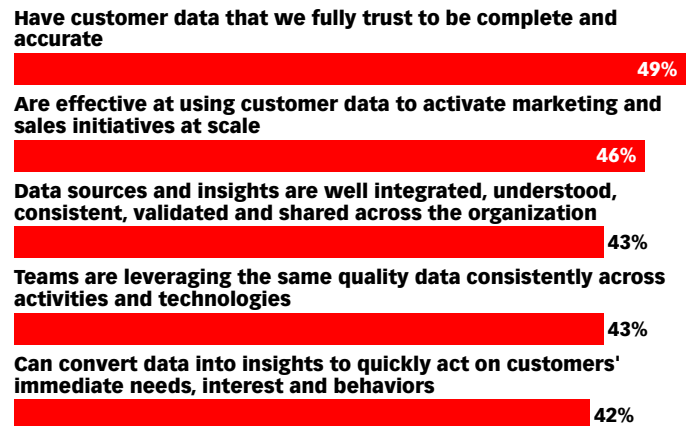 Have customer data that we fully trust to be complete and
accurate
49%
Are effective at using customer data to activate marketing and
sales initiatives at scale
46%
Data sources and insights are well integrated, understood,
consistent, validated and shared across the organization
43%
Teams are leveraging the same quality data consistently across
activities and technologies
43%
Can convert data into insights to quickly act on customers'
immediate needs, interest and behaviors
42%